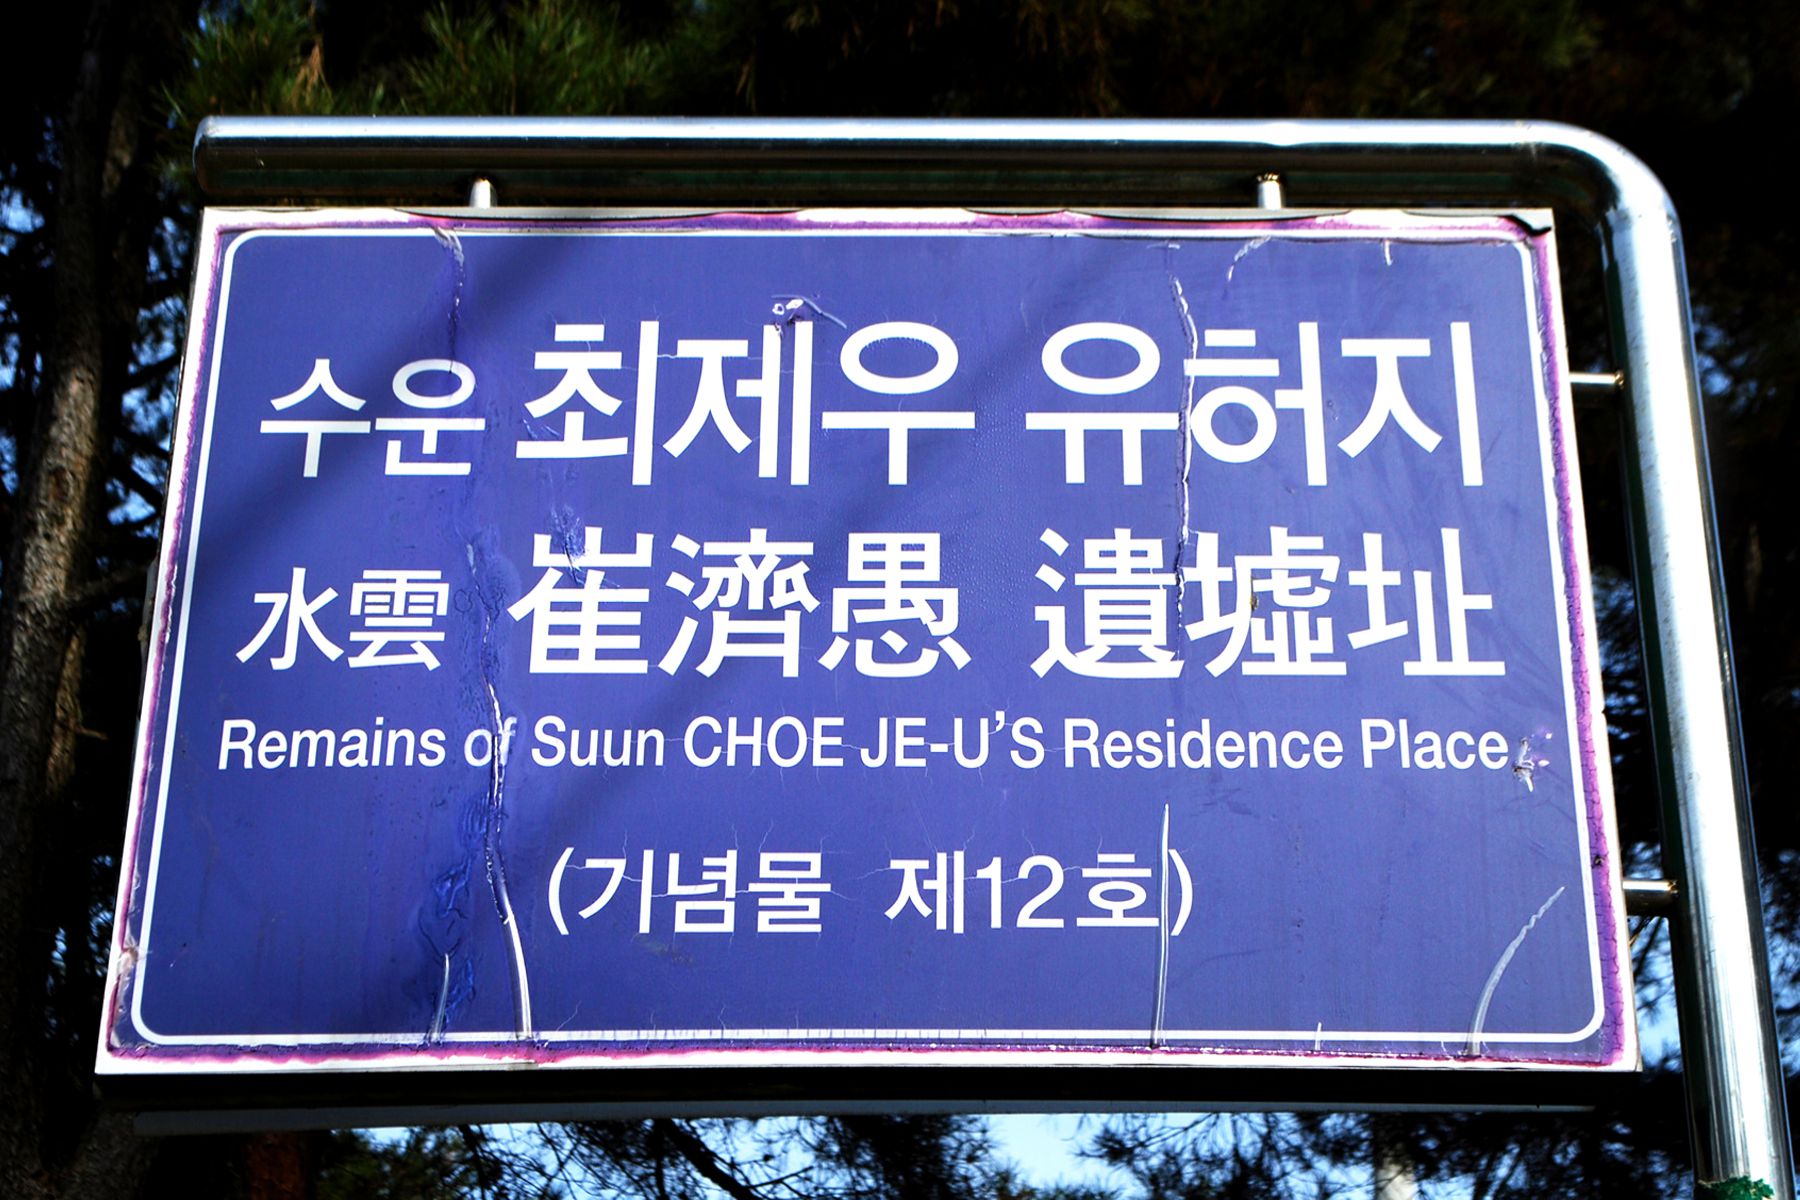 수운 최제우 유허지
水雲 崔濟愚 遺墟址
Remains of Suun CHOE JE-U'S Residence Place
(기념물 제12호)